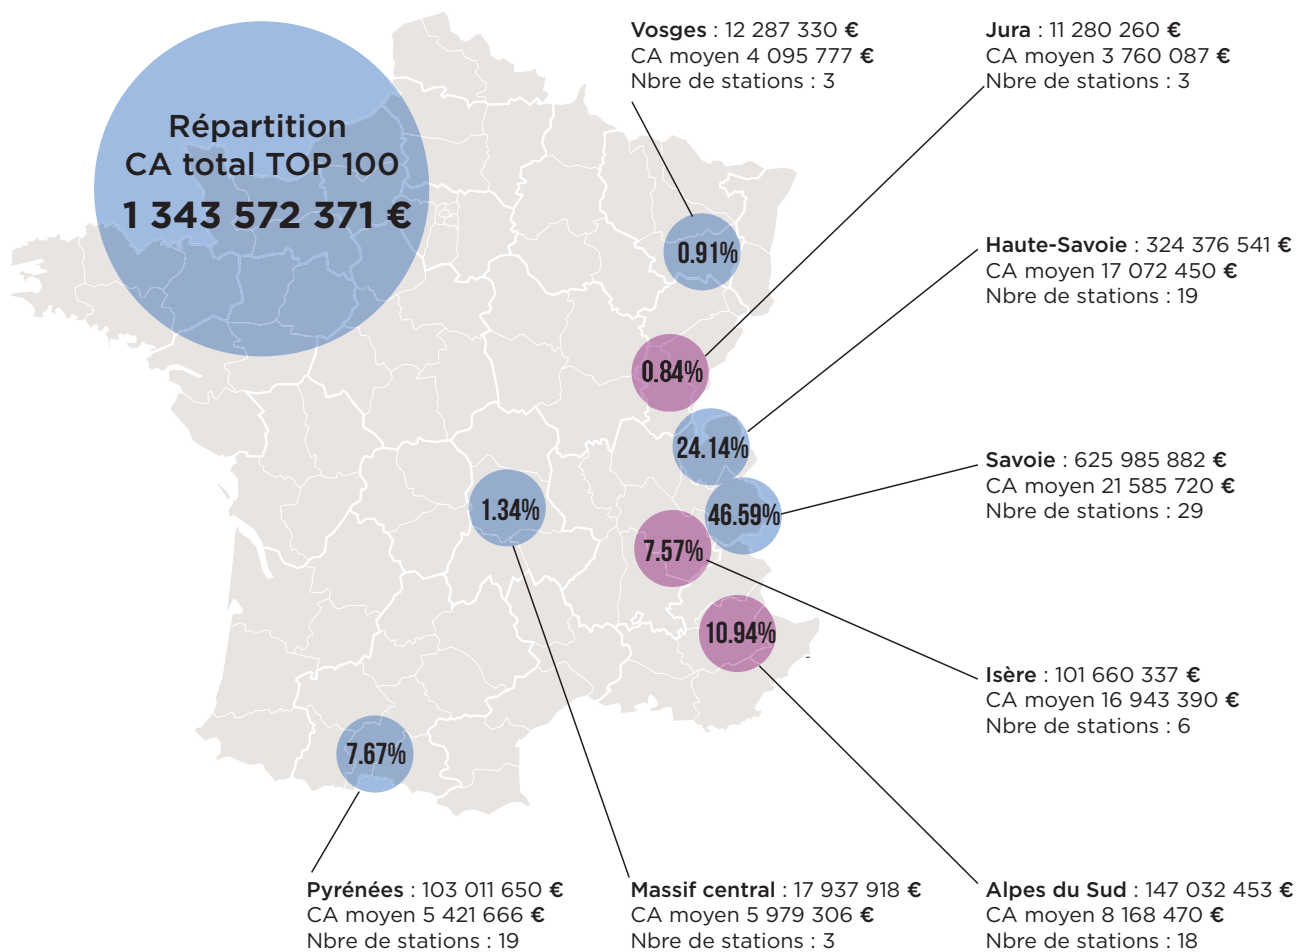 Répartition
CA total TOP 100
1 343 572 371 €
Vosges : 12 287 330 €
CA moyen 4 095 777 €
Nbre de stations : 3
Jura : 11 280 260 €
CA moyen 3 760 087 €
Nbre de stations : 3
Haute-Savoie : 324 376 541 €
CA moyen 17 072 450 €
Nbre de stations : 19
Savoie : 625 985 882 €
CA moyen 21 585 720 €
Nbre de stations : 29
Isère : 101 660 337 €
CA moyen 16 943 390 €
Nbre de stations : 6
0.91%
0.84%
24.14%
46.59%
1.34%
7.57%
10.94%
7.67%
Pyrénées : 103 011 650 €
CA moyen 5 421 666 €
Nbre de stations : 19
Massif central : 17 937 918 €
CA moyen 5 979 306 €
Nbre de stations : 3
Alpes du Sud : 147 032 453 €
CA moyen 8 168 470 €
Nbre de stations : 18